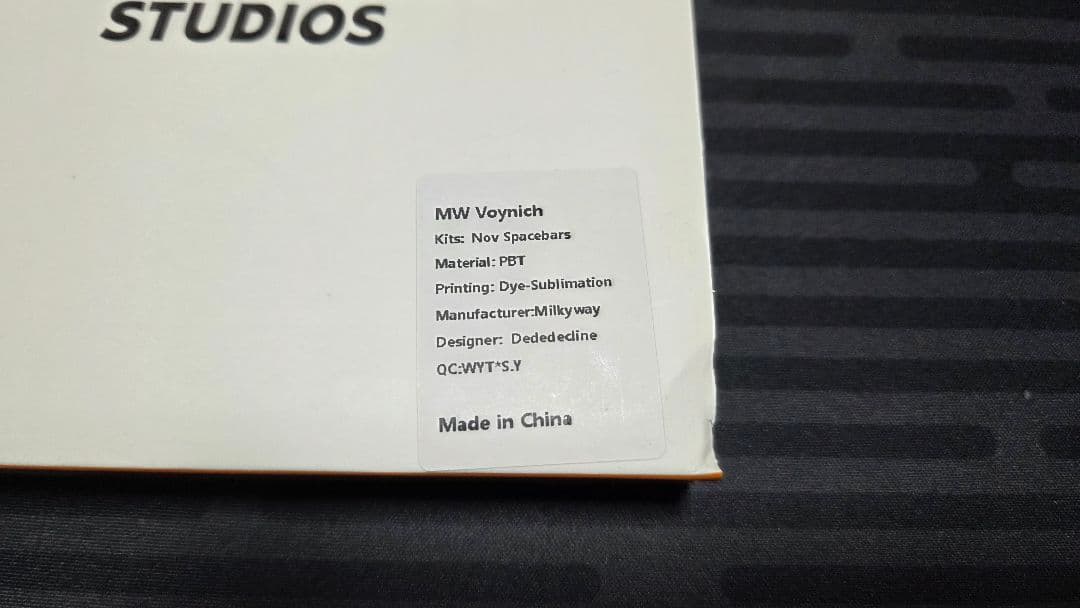 STUDIOS
MW Voynich
Kits: Nov Spacebars
Material: PBT
Printing: Dye-Sublimation
Manufacturer:Milkyway
Designer: Dededecline
QC:WYT*S.Y
Made in China